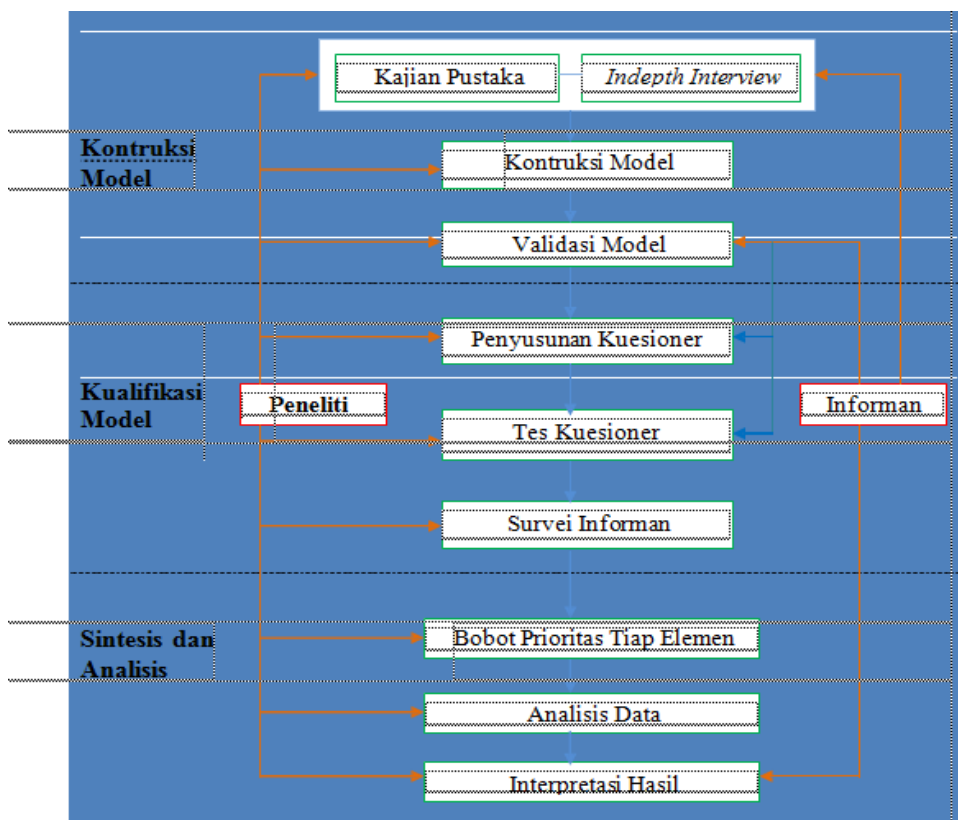 Kajian Pustaka
Indepth Interview
Kontruksi
Model
Kontruksi Model
Validasi Model
Penyusunan Kuesioner
Kualifikasi
Model
Peneliti
Informan
Tes Kuesioner
Survei Informan
Sintesis dan
Analisis
Bobot Prioritas Tiap Elemen
Analisis Data
Interpretasi Hasil